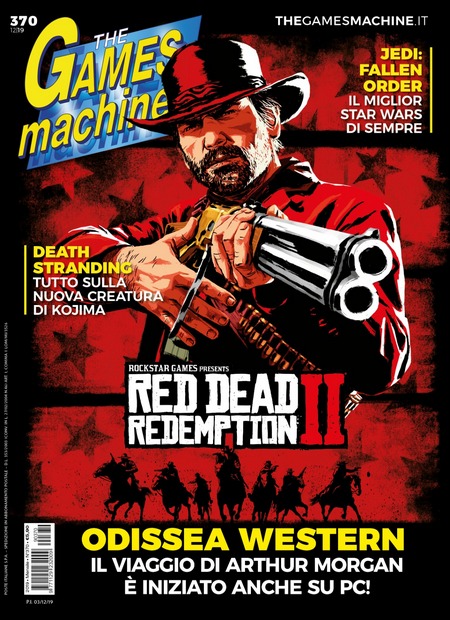 370
12|19
THEGAMESMACHINE.IT
THE
GAMES
machine
JEDI:
FALLEN
ORDER
IL MIGLIOR
STAR WARS
DI SEMPRE
DEATH
STRANDING
TUTTO SULLA
NUOVA CREATURA
DI KOJIMA
ROCKSTAR GAMES PRESENTS
RED DEAD
REDEMPTION II
ODISSEA WESTERN
IL VIAGGIO DI ARTHUR MORGAN
È INIZIATO ANCHE SU PC!
P.I. 03/12/19